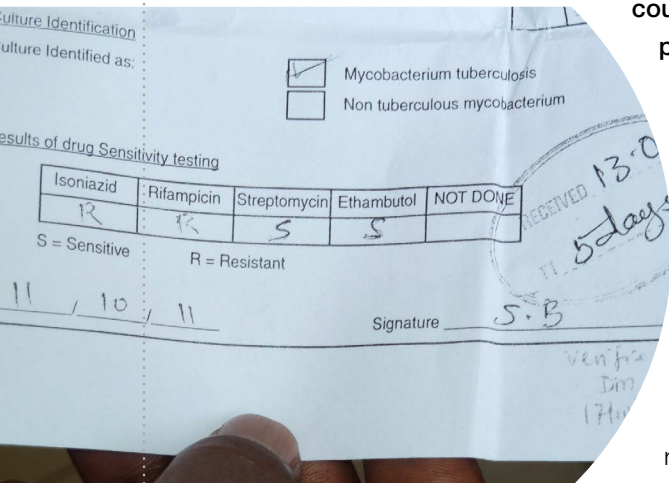 cou
p
Culture Identification
Culture Identified as:
Mycobacterium tuberculosis
Non tuberculous mycobacterium
Results of drug Sensitivity testing
Isoniazid Rifampicin Streptomycin Ethambutol NOT DONE
R R S S
S = Sensitive R = Resistant
RECEIVED 13.0
5 days
11 / 10 / 11
Signature S.B